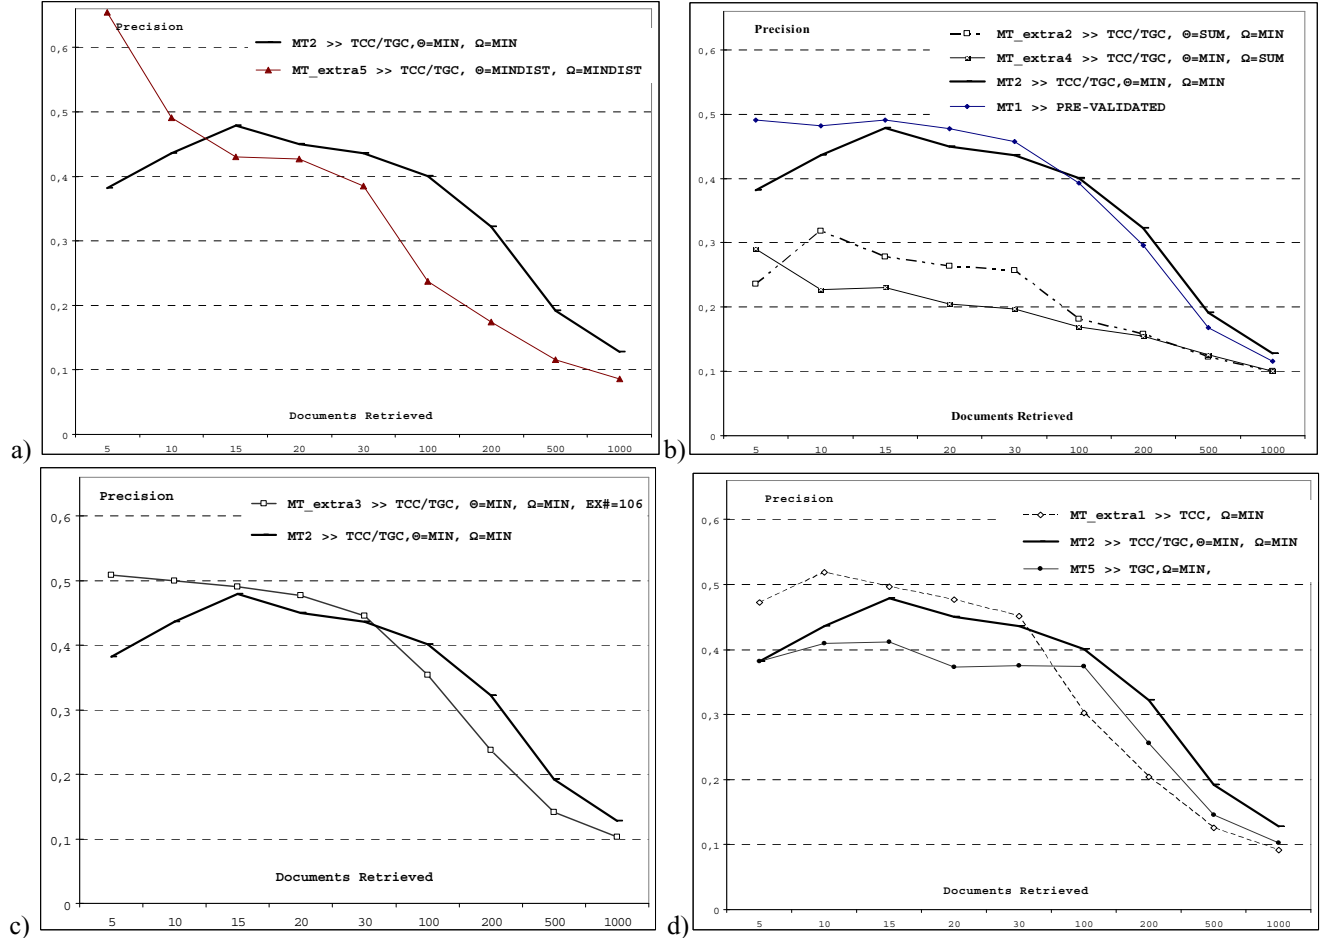 Precision
MT2 >> TCC/TGC,Θ=MIN, Ω=MIN
MT_extra5 >> TCC/TGC, Θ=MINDIST, Ω=MINDIST
0,6
0,5
0,4
0,3
0,2
0,1
0
Documents Retrieved
5 10 15 20 30 100 200 500 1000
a)
Precision
MT_extra2 >> TCC/TGC, Θ=SUM, Ω=MIN
MT_extra4 >> TCC/TGC, Θ=MIN, Ω=SUM
MT2 >> TCC/TGC,Θ=MIN, Ω=MIN
MT1 >> PRE-VALIDATED
0,6
0,5
0,4
0,3
0,2
0,1
0
Documents Retrieved
5 10 15 20 30 100 200 500 1000
b)
Precision
MT_extra3 >> TCC/TGC, Θ=MIN, Ω=MIN, EX#=106
MT2 >> TCC/TGC,Θ=MIN, Ω=MIN
0,6
0,5
0,4
0,3
0,2
0,1
0
Documents Retrieved
5 10 15 20 30 100 200 500 1000
c)
Precision
MT_extra1 >> TCC, Ω=MIN
MT2 >> TCC/TGC,Θ=MIN, Ω=MIN
MT5 >> TGC,Ω=MIN,
0,6
0,5
0,4
0,3
0,2
0,1
0
Documents Retrieved
5 10 15 20 30 100 200 500 1000
d)